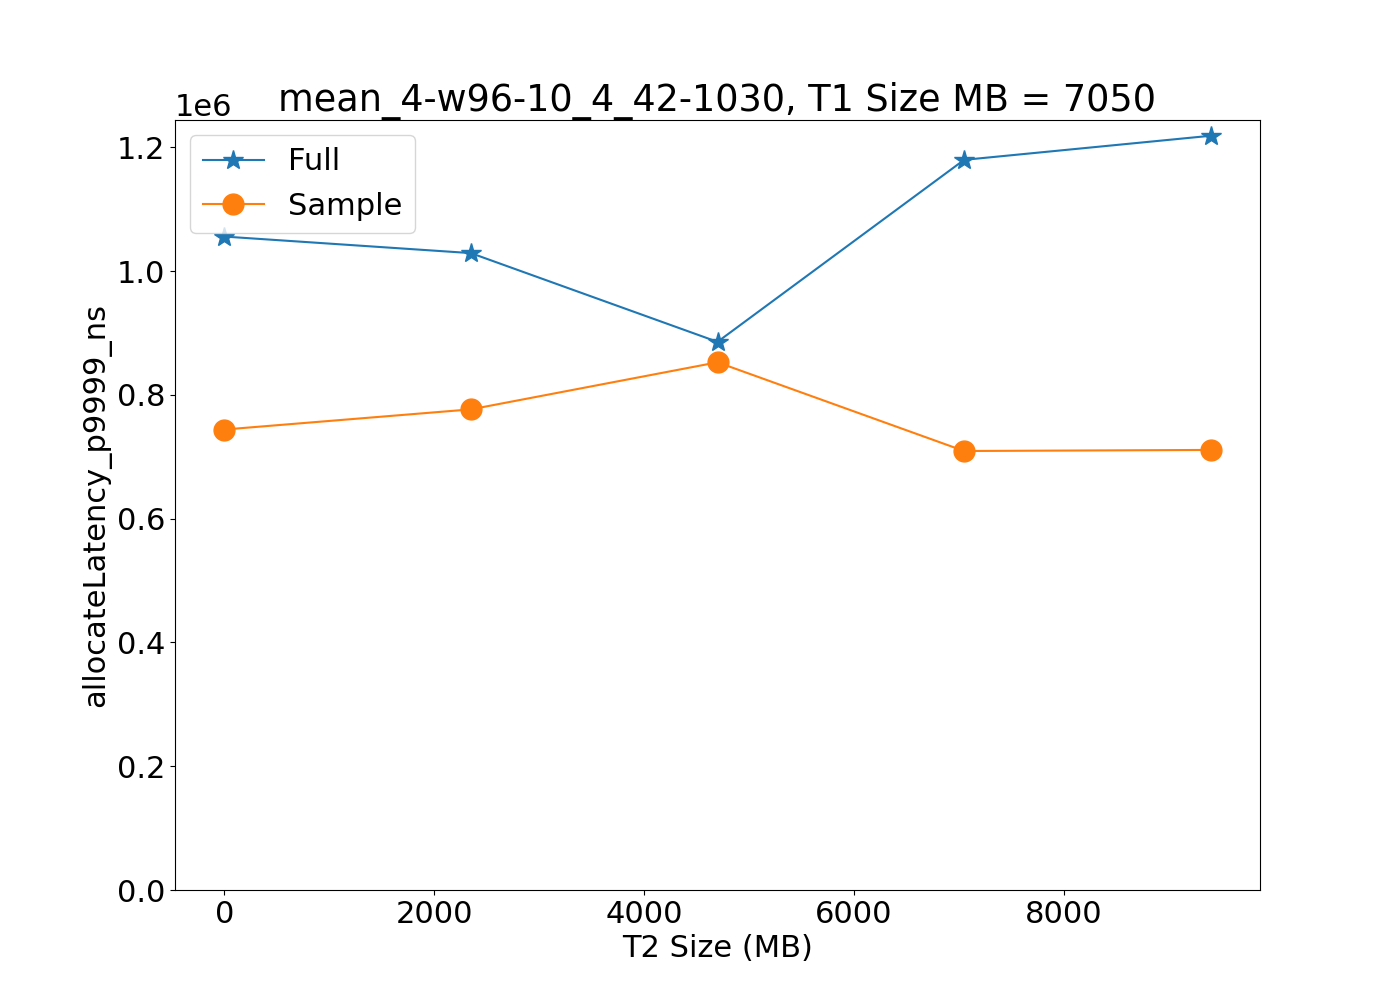 1e6
mean_4-w96-10_4_42-1030, T1 Size MB = 7050
Full
Sample
1.2
1.0
0.8
0.6
0.4
0.2
0.0
allocateLatency_p9999_ns
0 2000 4000 6000 8000
T2 Size (MB)